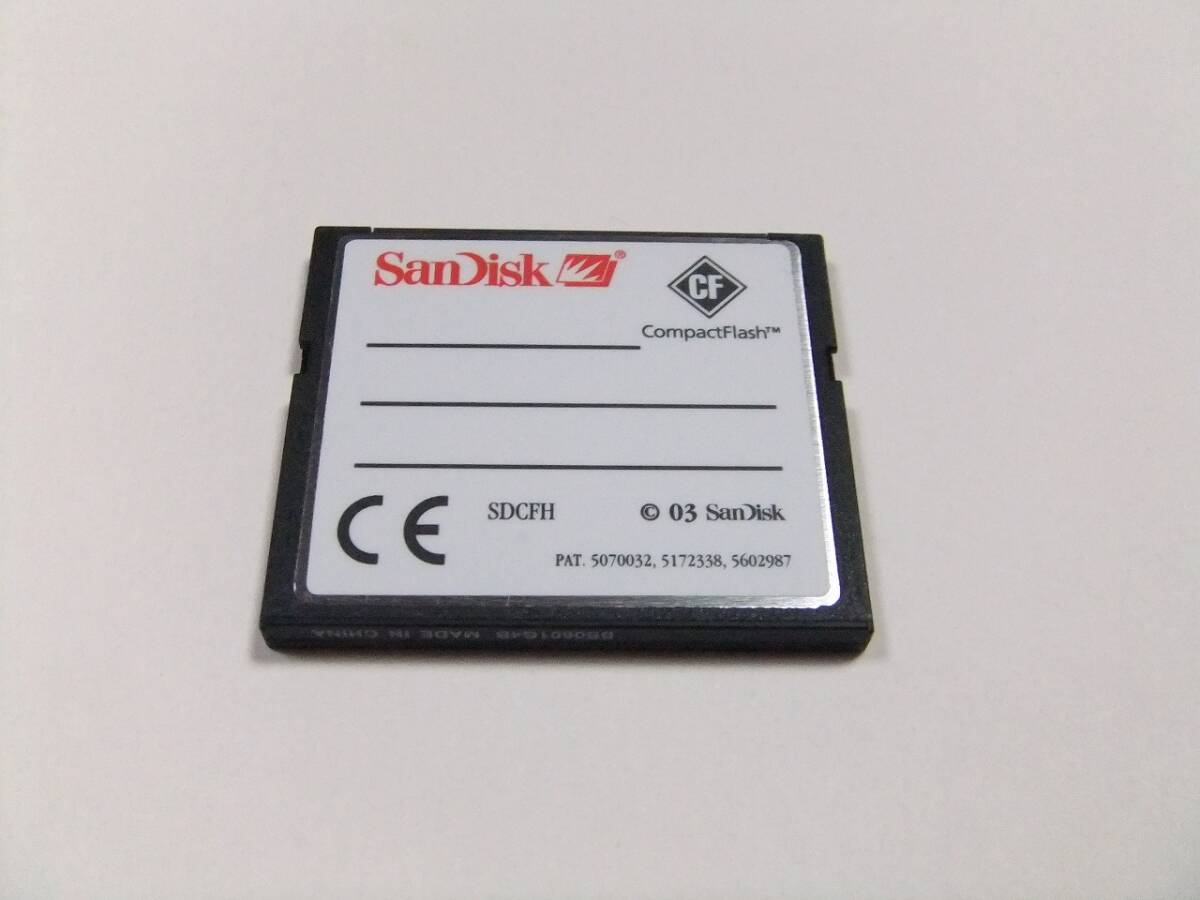 SanDisk ®
CF
CompactFlash™
CE SDCFH © 03 SanDisk
PAT. 5070032, 5172338, 5602987
MADE IN CHINA